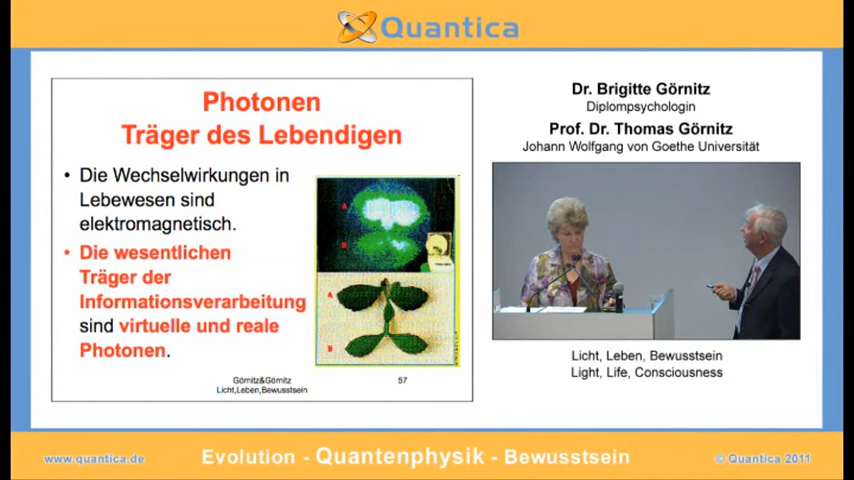 Quantica
Photonen
Träger des Lebendigen
• Die Wechselwirkungen in
Lebewesen sind
elektromagnetisch.
• Die wesentlichen
Träger der
Informationsverarbeitung
sind virtuelle und reale
Photonen.
A
B
A
B
Görnitz&Görnitz
Licht,Leben,Bewusstsein
57
Dr. Brigitte Görnitz
Diplompsychologin
Prof. Dr. Thomas Görnitz
Johann Wolfgang von Goethe Universität
Licht, Leben, Bewusstsein
Light, Life, Consciousness
www.quantica.de
Evolution - Quantenphysik - Bewusstsein
© Quantica 2011